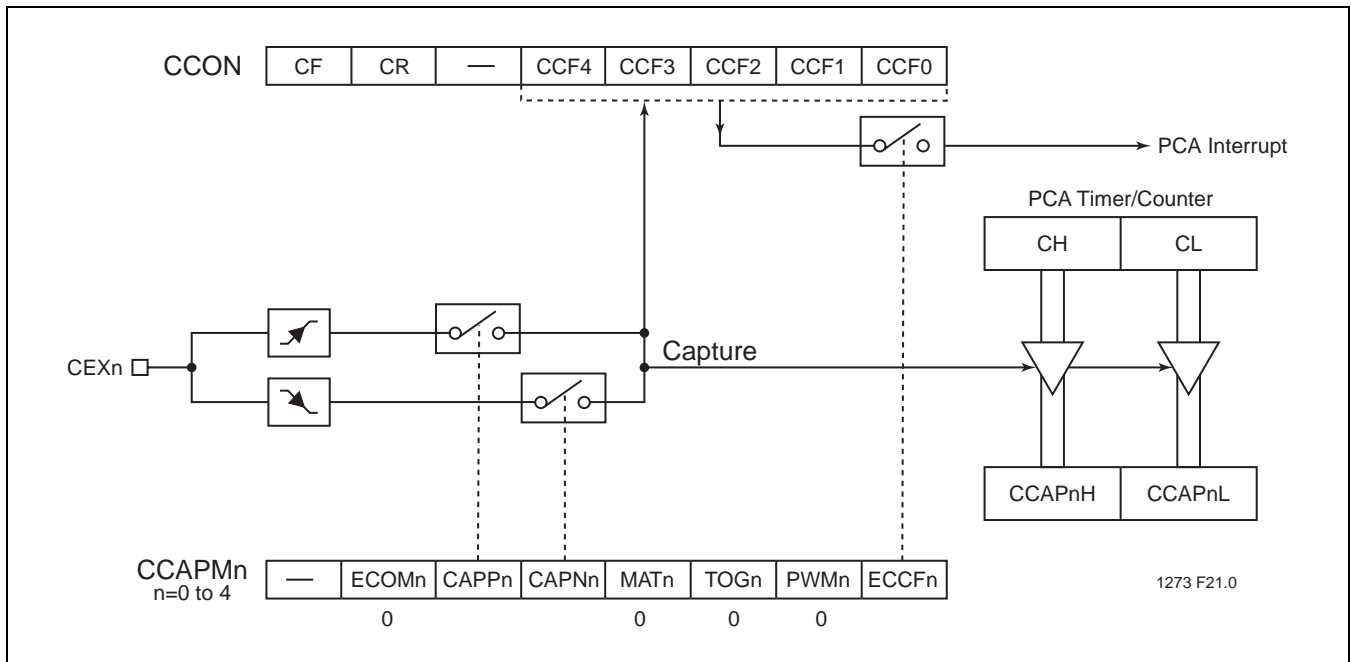 CCON CF CR — CCF4 CCF3 CCF2 CCF1 CCF0
PCA Interrupt
PCA Timer/Counter
CH CL
CEXn
Capture
CCAPnH CCAPnL
CCAPMn — ECOMn CAPPn CAPNn MATn TOGn PWMn ECCFn
n=0 to 4
0 0 0 0
1273 F21.0